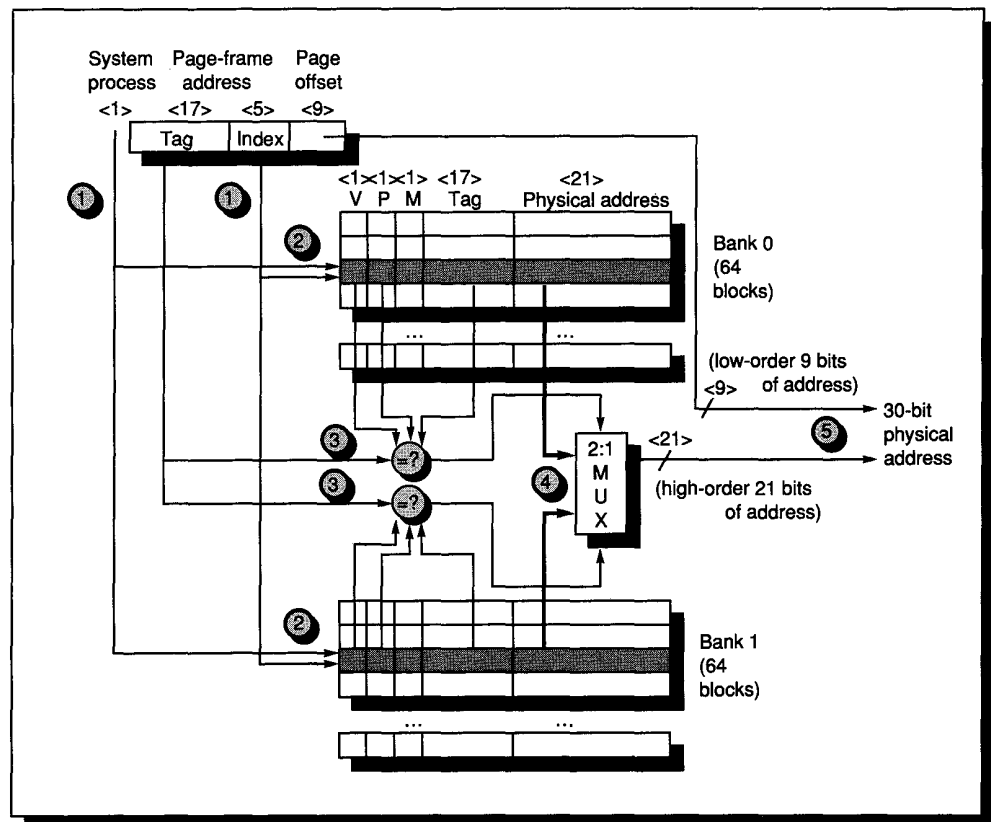 System Page-frame Page
process address offset
<1> <17> <5> <9>
Tag Index
1 1
<1><1><1> <17> <21>
V P M Tag Physical address
2
Bank 0
(64
blocks)
... ...
(low-order 9 bits
of address)
<9>
30-bit
physical
address
5
3
=?
<21>
2:1
M
U
X
4
3
=?
(high-order 21 bits
of address)
2
Bank 1
(64
blocks)
... ...